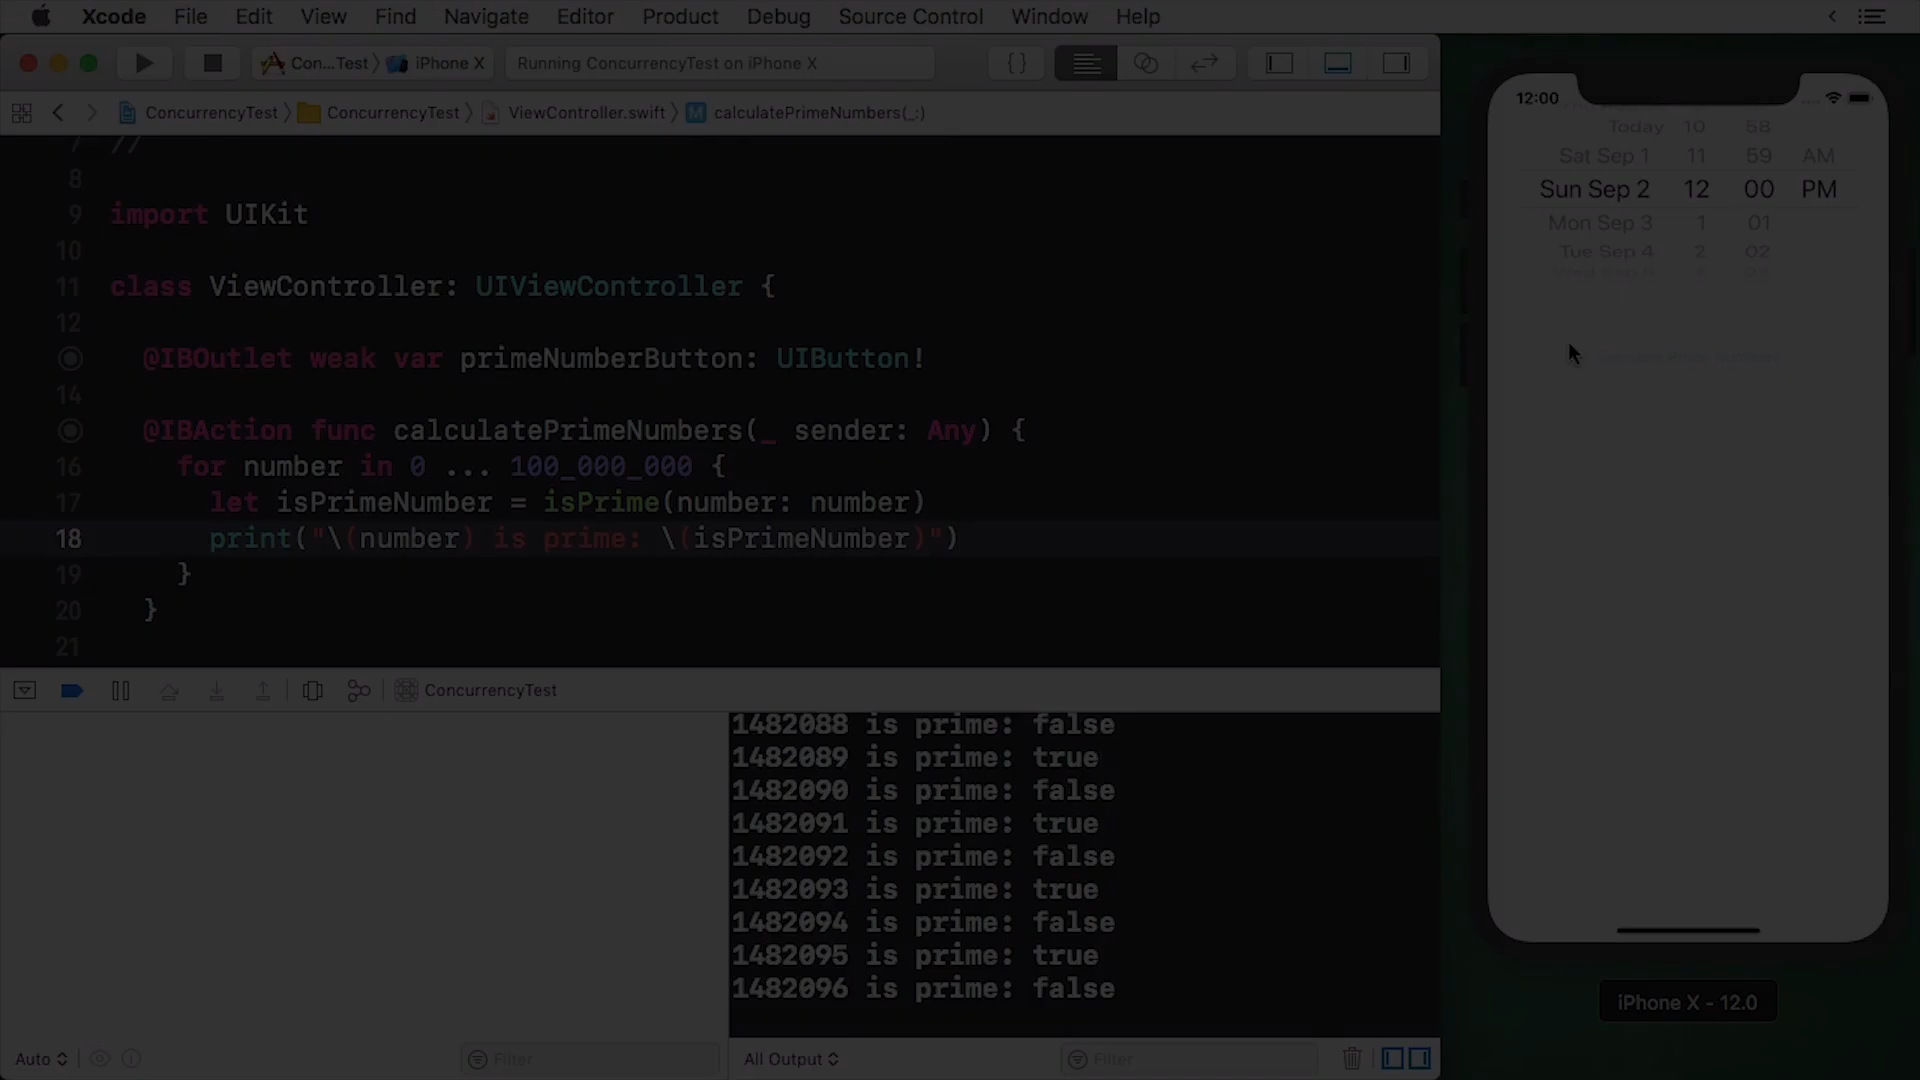 Xcode File Edit View Find Navigate Editor Product Debug Source Control Window Help
Con...Test iPhone X Running ConcurrencyTest on iPhone X { }
ConcurrencyTest ConcurrencyTest ViewController.swift M calculatePrimeNumbers(_:)
7 //
8
9 import UIKit
10
11 class ViewController: UIViewController {
12
@IBOutlet weak var primeNumberButton: UIButton!
14
@IBAction func calculatePrimeNumbers(_ sender: Any) {
16 for number in 0 ... 100_000_000 {
17 let isPrimeNumber = isPrime(number: number)
18 print("\(number) is prime: \(isPrimeNumber)")
19 }
20 }
21
ConcurrencyTest
1482088 is prime: false
1482089 is prime: true
1482090 is prime: false
1482091 is prime: true
1482092 is prime: false
1482093 is prime: true
1482094 is prime: false
1482095 is prime: true
1482096 is prime: false
Auto Filter All Output Filter
12:00
Today 10 58
Sat Sep 1 11 59 AM
Sun Sep 2 12 00 PM
Mon Sep 3 1 01
Tue Sep 4 2 02
iPhone X - 12.0